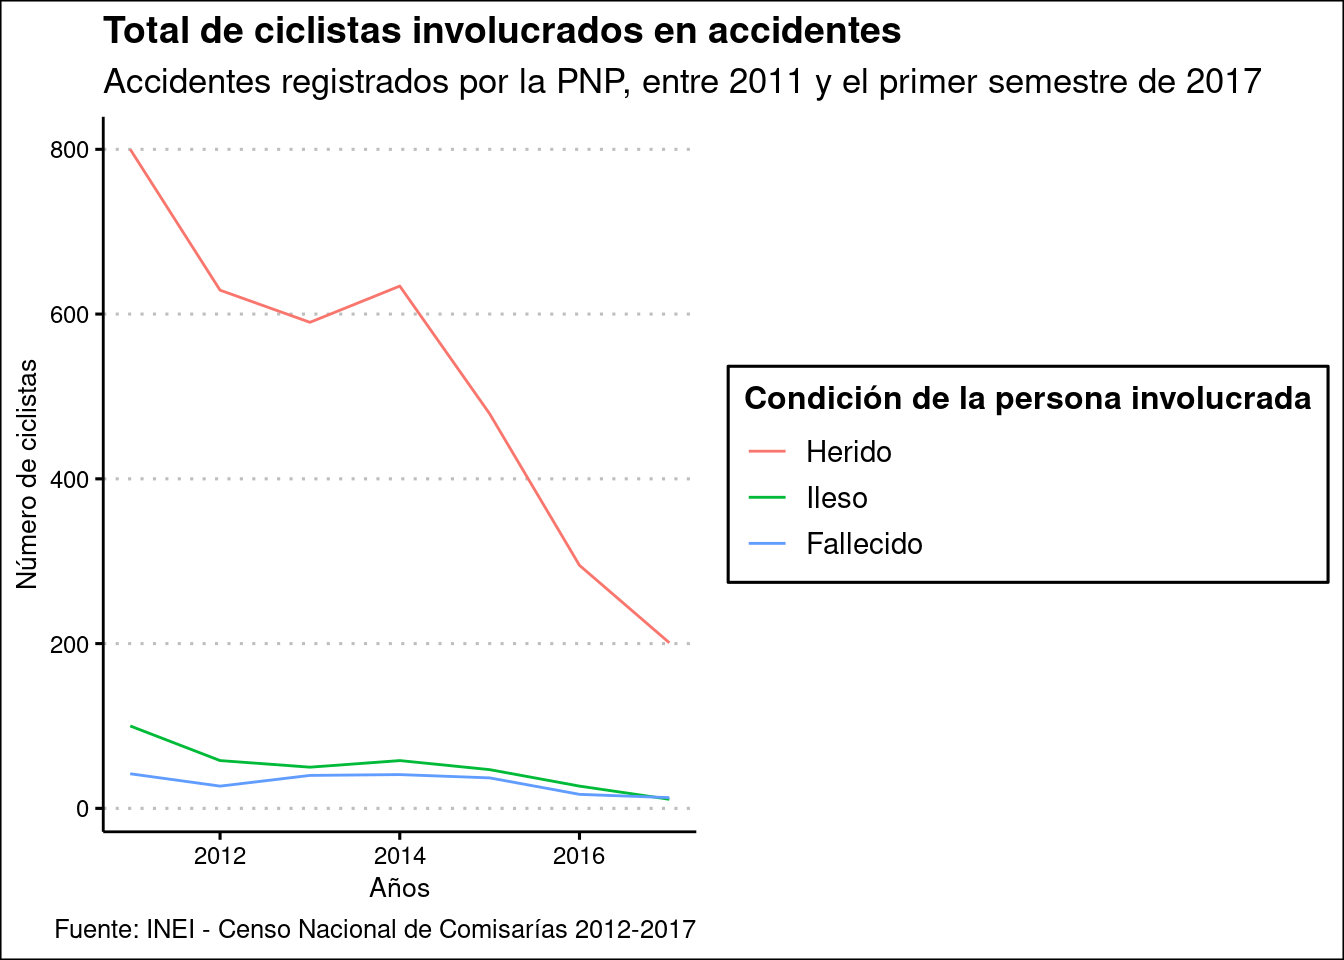 Total de ciclistas involucrados en accidentes
Accidentes registrados por la PNP, entre 2011 y el primer semestre de 2017
800
600
400
200
0
Número de ciclistas
2012
2014
2016
Años
Condición de la persona involucrada
Herido
Ileso
Fallecido
Fuente: INEI - Censo Nacional de Comisarías 2012-2017